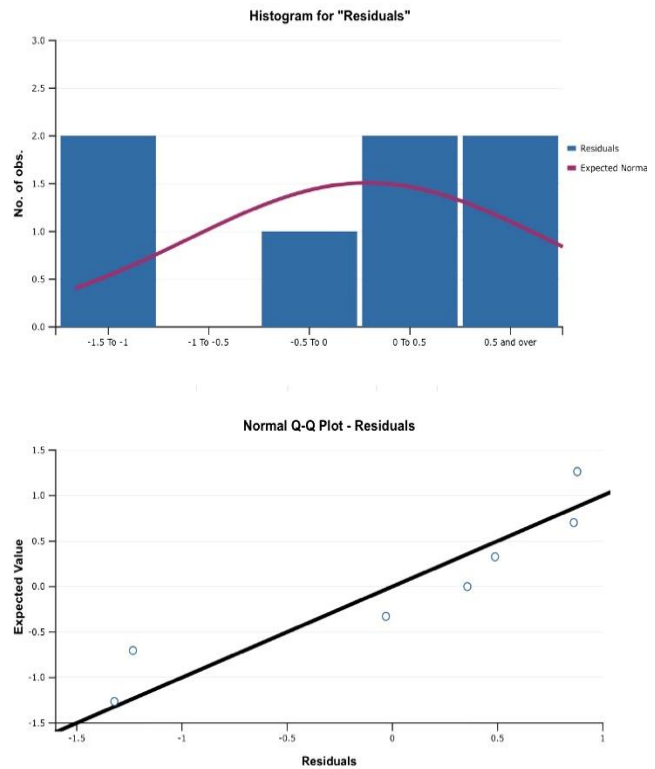 Histogram for "Residuals"
3.0
2.5
2.0
1.5
1.0
0.5
0.0
No. of obs.
-1.5 To -1
-1 To -0.5
-0.5 To 0
0 To 0.5
0.5 and over
Residuals
Expected Norma
Normal Q-Q Plot - Residuals
1.5
1.0
0.5
0.0
-0.5
-1.0
-1.5
Expected Value
-1.5
-1
-0.5
0
0.5
1
Residuals